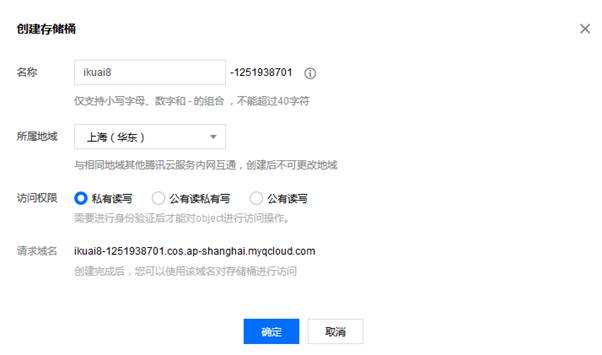 创建存储桶
名称 ikuai8 -1251938701
仅支持小写字母、数字和 - 的组合，不能超过40字符
所属地域 上海（华东）
与相同地域其他腾讯云服务内网互通，创建后不可更改地域
访问权限 私有读写 公有读私有写 公有读写
需要进行身份验证后才能对object进行访问操作。
请求域名 ikuai8-1251938701.cos.ap-shanghai.myqcloud.com
创建完成后，您可以使用该域名对存储桶进行访问
确定 取消